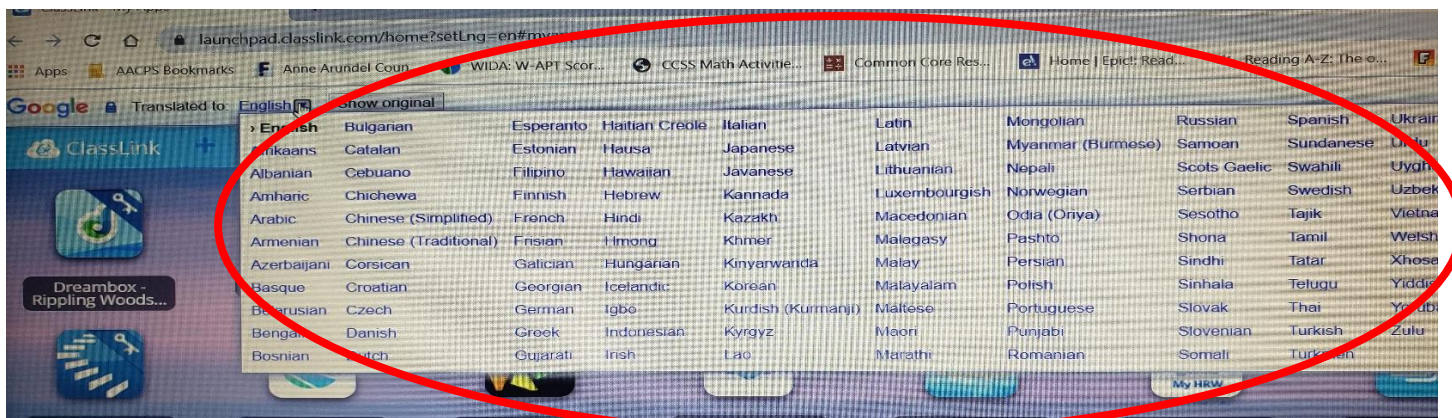 launchpad.classlink.com/home?setLng=en#my
Apps AACPS Bookmarks Anne Arundel Coun... WIDA: W-APT Scor... CCSS Math Activitie... Common Core Res... Home | Epic!: Read... Reading A-Z: The o...
Google Translated to: English Show original
› English Bulgarian Esperanto Haitian Creole Italian Latin Mongolian Russian Spanish Ukrain
ClassLink +
Afrikaans Catalan Estonian Hausa Japanese Latvian Myanmar (Burmese) Samoan Sundanese Urdu
Albanian Cebuano Filipino Hawaiian Javanese Lithuanian Nepali Scots Gaelic Swahili Uygh
Amharic Chichewa Finnish Hebrew Kannada Luxembourgish Norwegian Serbian Swedish Uzbek
Arabic Chinese (Simplified) French Hindi Kazakh Macedonian Odia (Oriya) Sesotho Tajik Vietna
Armenian Chinese (Traditional) Frisian Hmong Khmer Malagasy Pashto Shona Tamil Welsh
Azerbaijani Corsican Galician Hungarian Kinyarwanda Malay Persian Sindhi Tatar Xhosa
Basque Croatian Georgian Icelandic Korean Malayalam Polish Sinhala Telugu Yiddis
Belarusian Czech German Igbo Kurdish (Kurmanji) Maltese Portuguese Slovak Thai Yoruba
Bengali Danish Greek Indonesian Kyrgyz Maori Punjabi Slovenian Turkish Zulu
Bosnian Dutch Gujarati Irish Lao Marathi Romanian Somali Turkmen
Dreambox -
Rippling Woods...
My HRW